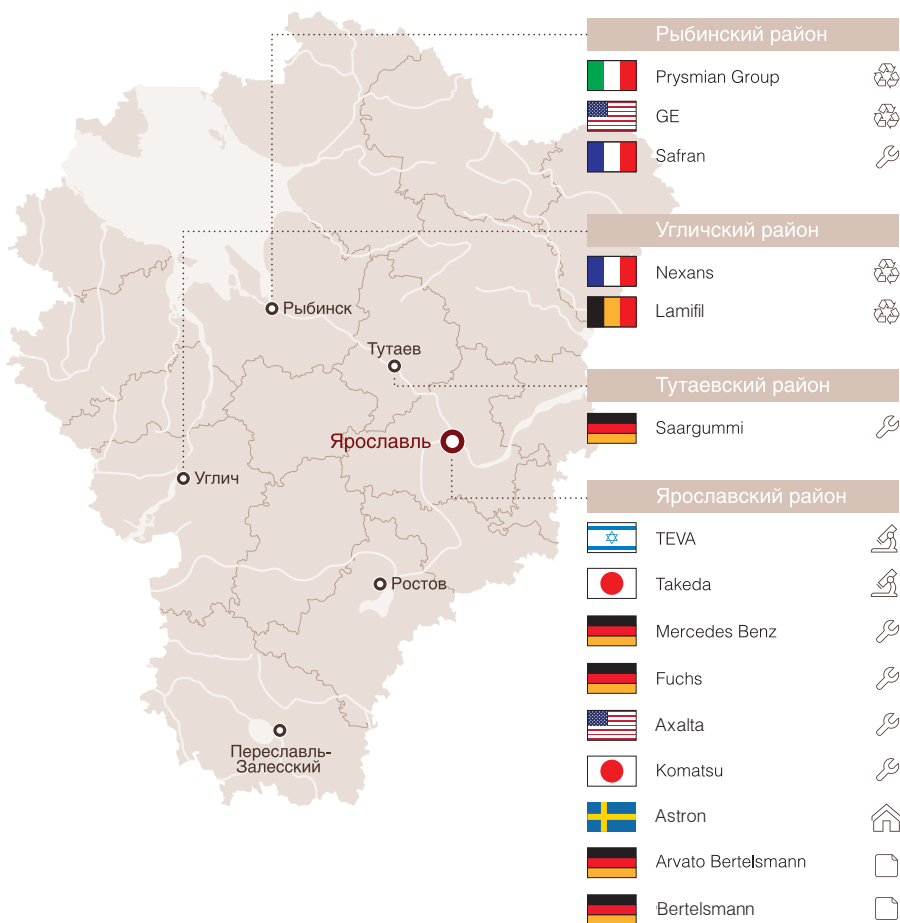 Рыбинский район
Prysmian Group
GE
Safran
Угличский район
Nexans
Lamifil
Тутаевский район
Saargummi
Ярославский район
TEVA
Takeda
Mercedes Benz
Fuchs
Axalta
Komatsu
Astron
Arvato Bertelsmann
Bertelsmann
Рыбинск
Тутаев
Ярославль
Углич
Ростов
Переславль-
Залесский